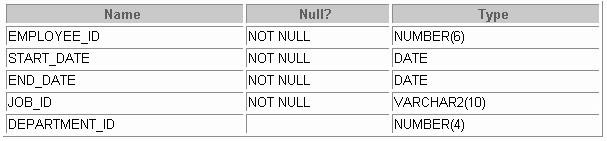 Name Null? Type
EMPLOYEE_ID NOT NULL NUMBER(6)
START_DATE NOT NULL DATE
END_DATE NOT NULL DATE
JOB_ID NOT NULL VARCHAR2(10)
DEPARTMENT_ID NUMBER(4)